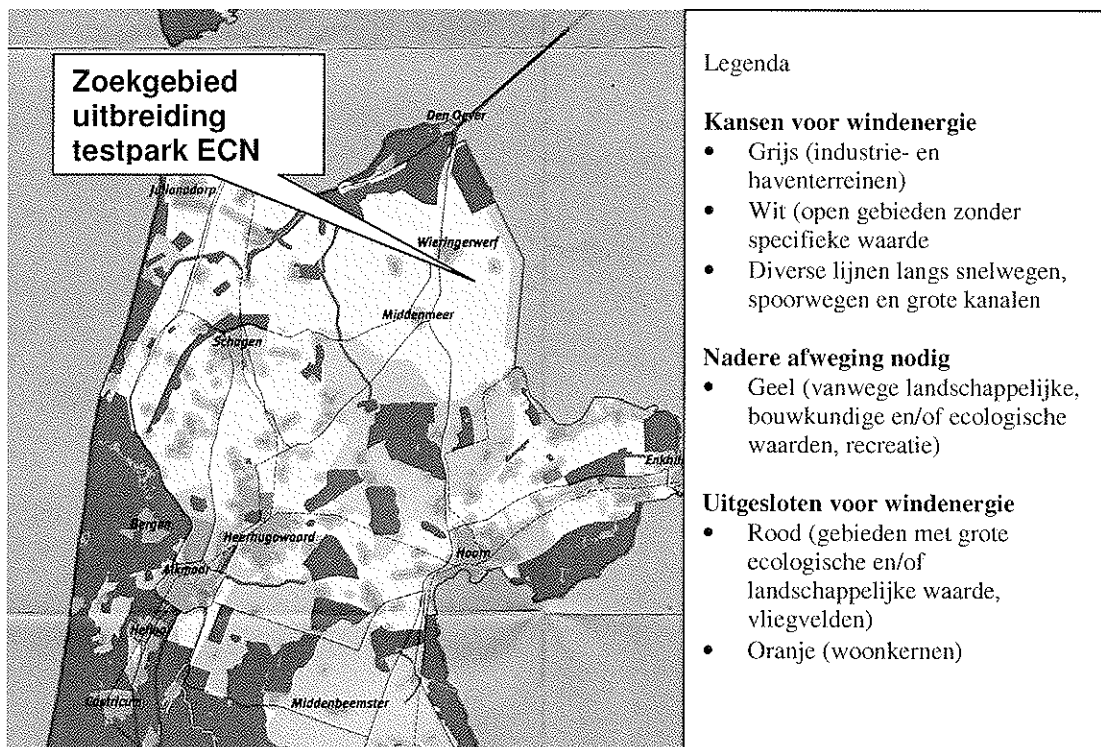 Zoekgebied
uitbreiding
testpark ECN
Den Oever
Julianadorp
Wieringerwerf
Middenmeer
Schagen
Bergen
Heerhugowaard
Alkmaar
Hoorn
Castricum
Middenbeemster
Legenda
Kansen voor windenergie
• Grijs (industrie- en
haventerreinen)
• Wit (open gebieden zonder
specifieke waarde
• Diverse lijnen langs snelwegen,
spoorwegen en grote kanalen
Nadere afweging nodig
• Geel (vanwege landschappelijke,
bouwkundige en/of ecologische
waarden, recreatie)
Uitgesloten voor windenergie
• Rood (gebieden met grote
ecologische en/of
landschappelijke waarde,
vliegvelden)
• Oranje (woonkernen)